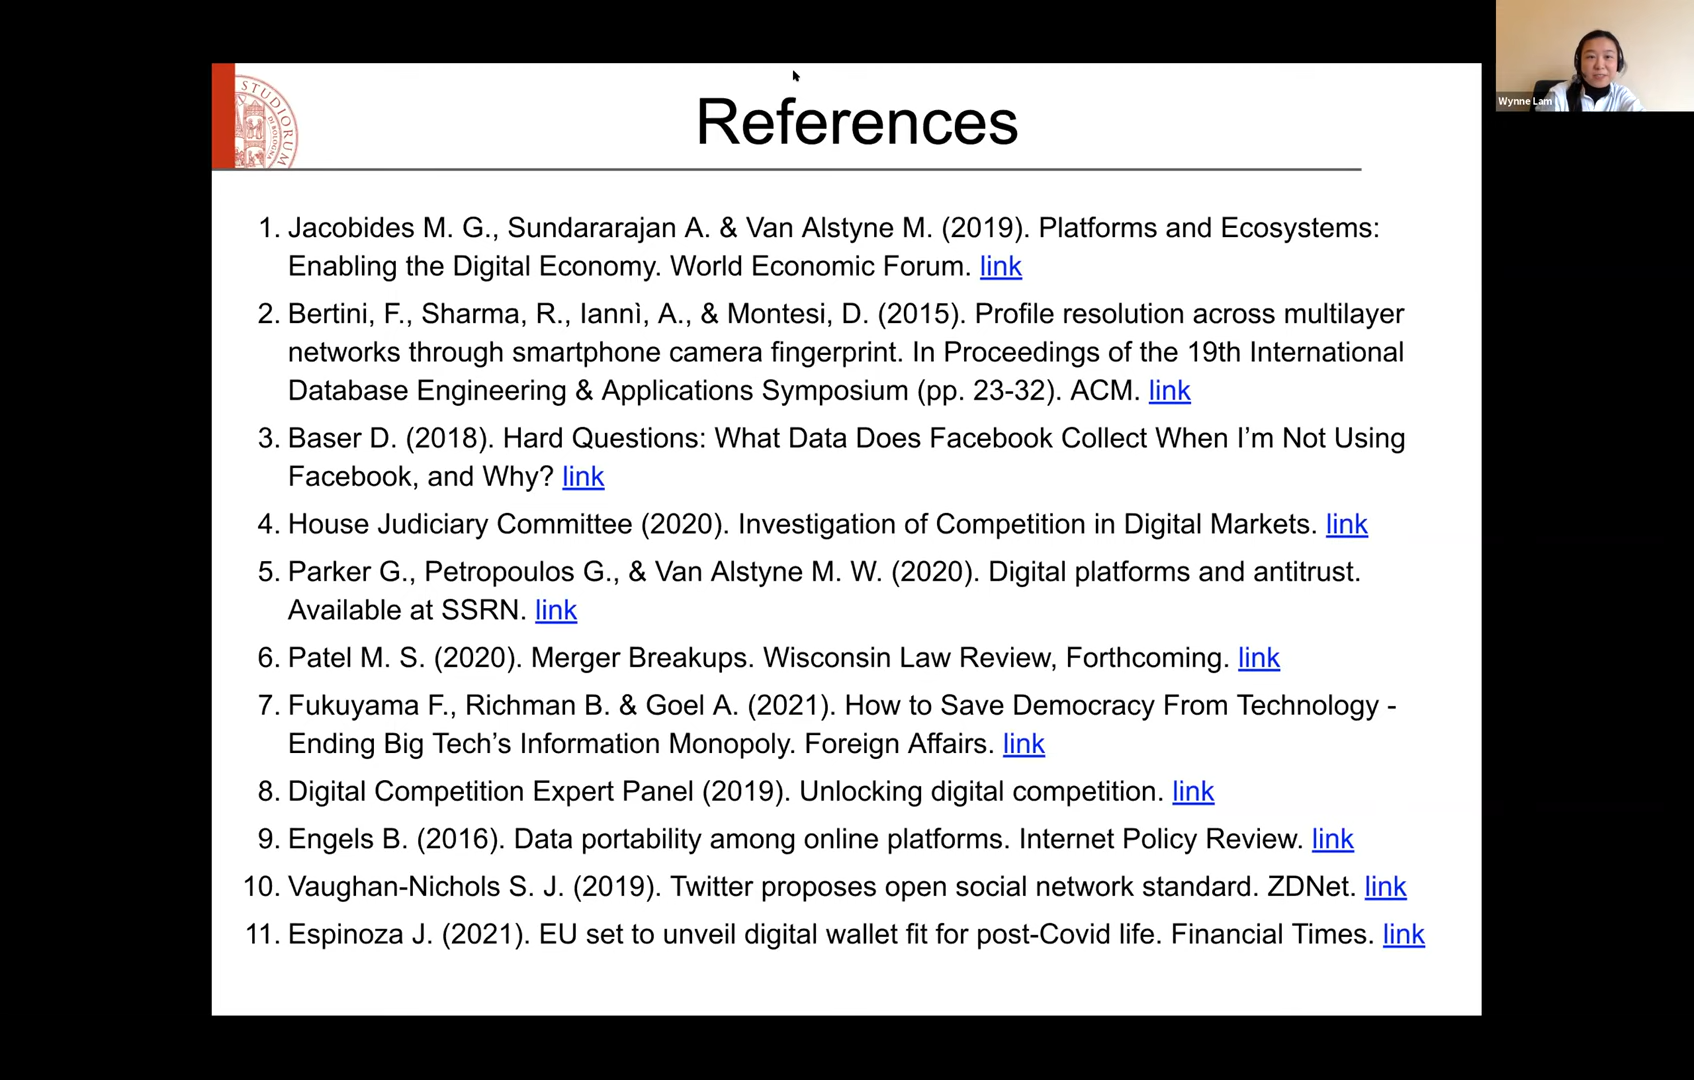 References
1. Jacobides M. G., Sundararajan A. & Van Alstyne M. (2019). Platforms and Ecosystems:
Enabling the Digital Economy. World Economic Forum. link
2. Bertini, F., Sharma, R., Iannì, A., & Montesi, D. (2015). Profile resolution across multilayer
networks through smartphone camera fingerprint. In Proceedings of the 19th International
Database Engineering & Applications Symposium (pp. 23-32). ACM. link
3. Baser D. (2018). Hard Questions: What Data Does Facebook Collect When I’m Not Using
Facebook, and Why? link
4. House Judiciary Committee (2020). Investigation of Competition in Digital Markets. link
5. Parker G., Petropoulos G., & Van Alstyne M. W. (2020). Digital platforms and antitrust.
Available at SSRN. link
6. Patel M. S. (2020). Merger Breakups. Wisconsin Law Review, Forthcoming. link
7. Fukuyama F., Richman B. & Goel A. (2021). How to Save Democracy From Technology -
Ending Big Tech’s Information Monopoly. Foreign Affairs. link
8. Digital Competition Expert Panel (2019). Unlocking digital competition. link
9. Engels B. (2016). Data portability among online platforms. Internet Policy Review. link
10. Vaughan-Nichols S. J. (2019). Twitter proposes open social network standard. ZDNet. link
11. Espinoza J. (2021). EU set to unveil digital wallet fit for post-Covid life. Financial Times. link
STUDIORUM
DI BOLOGNA
Wynne Lam